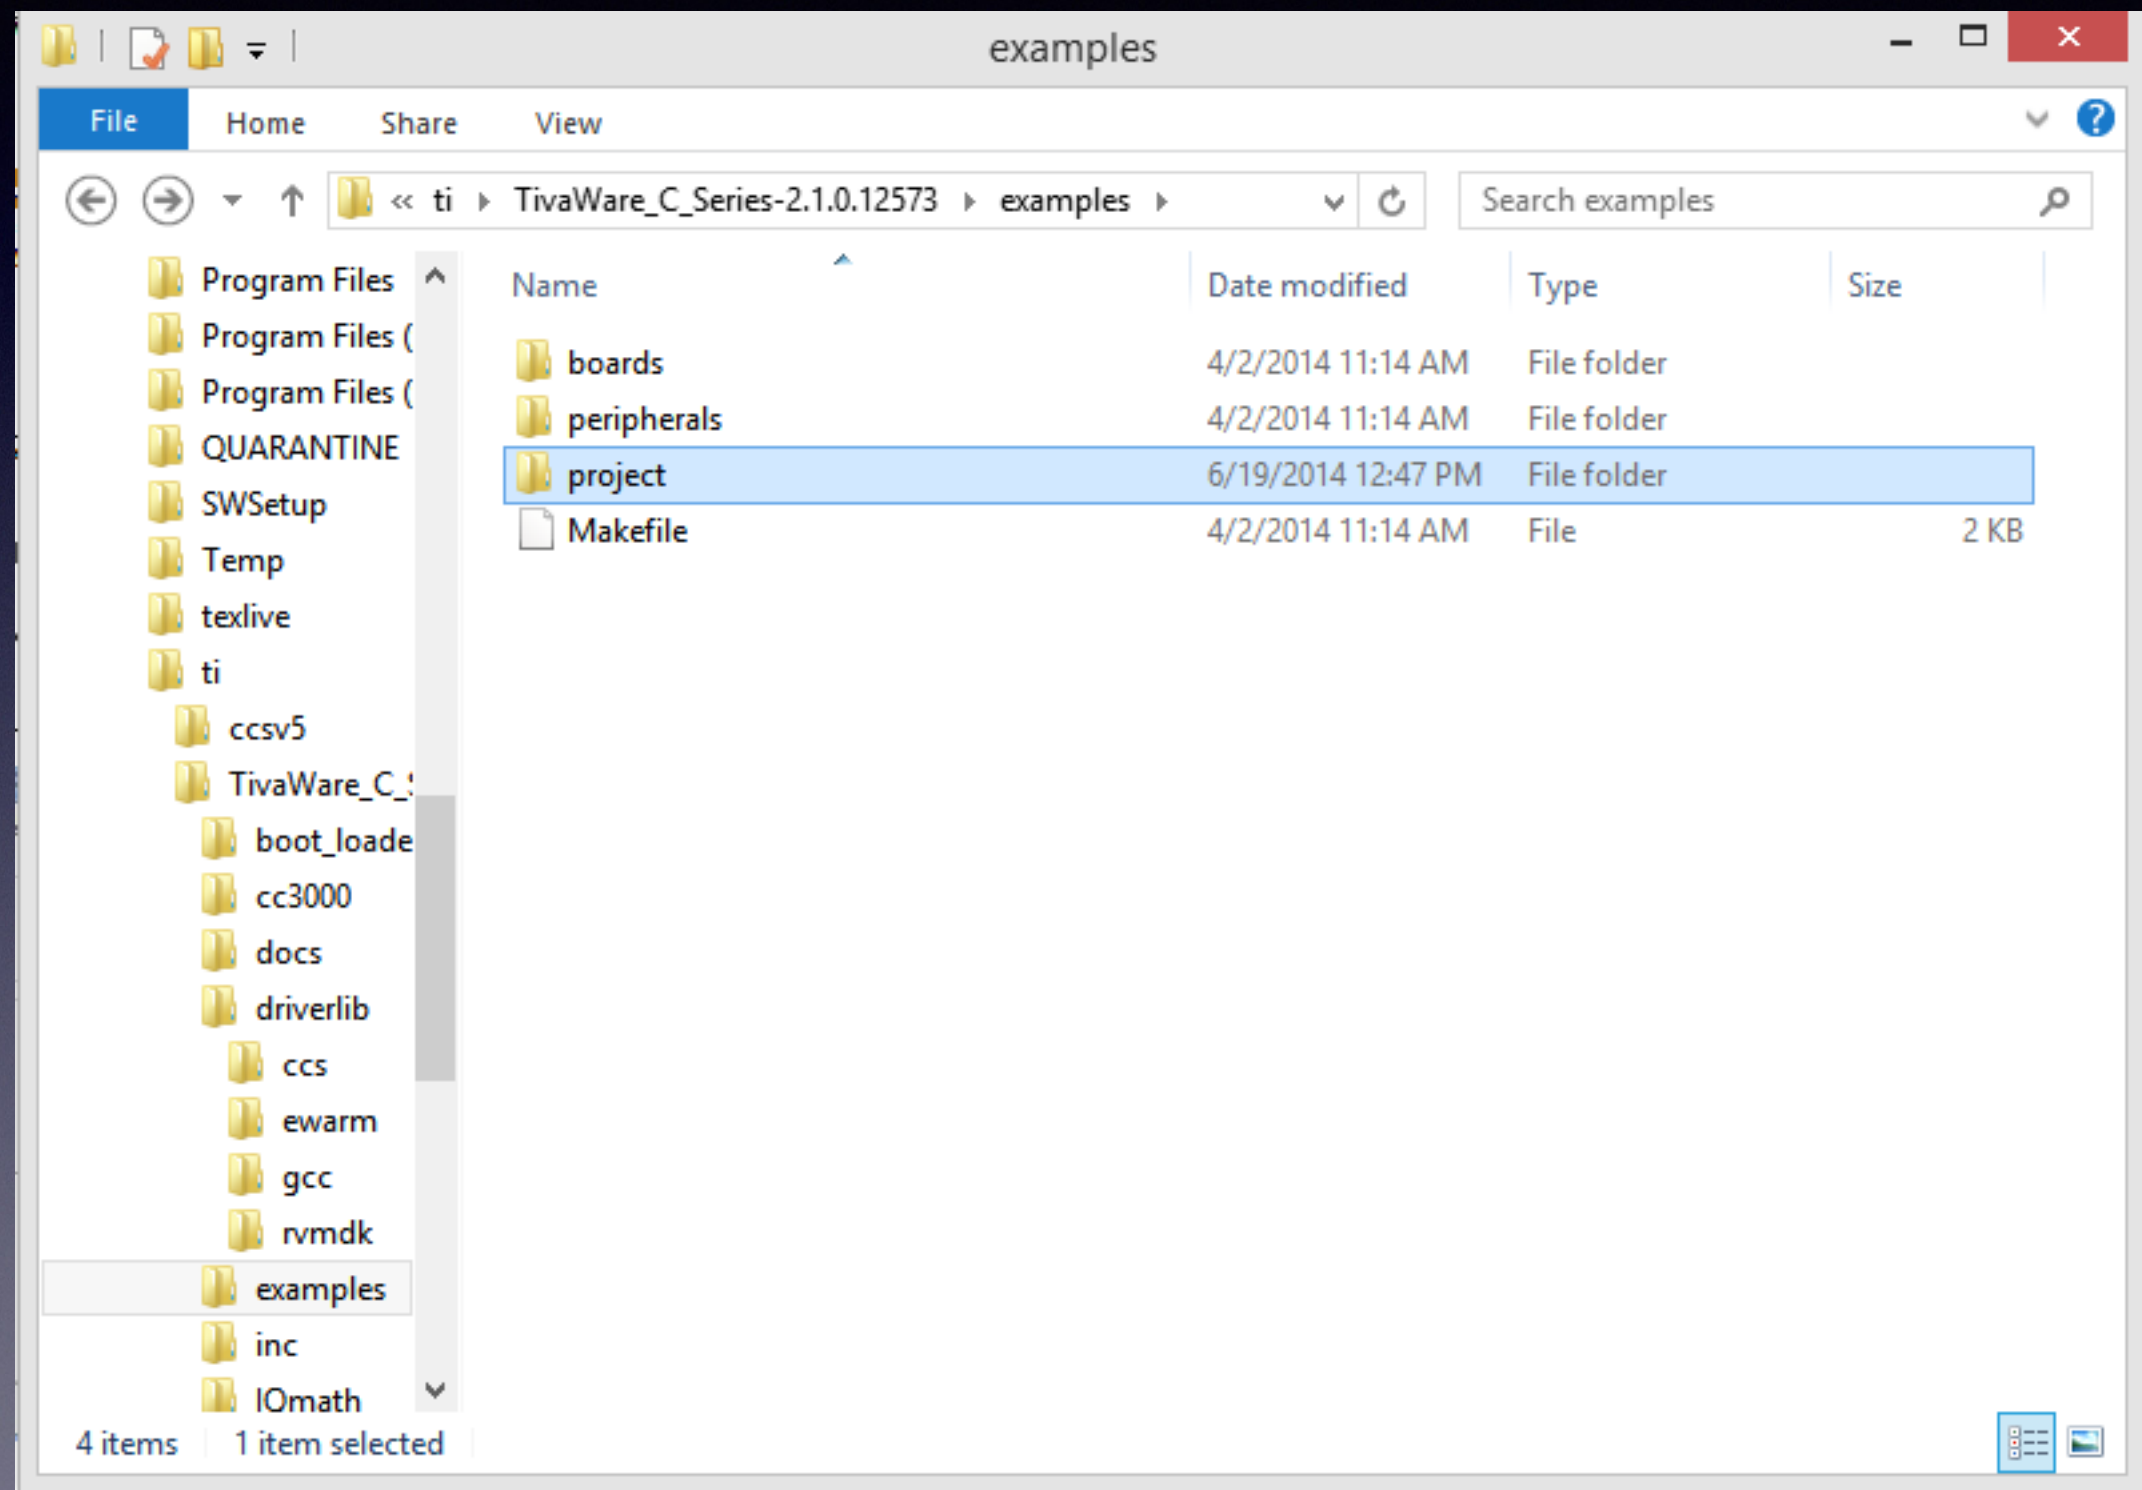 examples
File Home Share View
« ti TivaWare_C_Series-2.1.0.12573 examples
Search examples
Program Files
Program Files (
Program Files (
QUARANTINE
SWSetup
Temp
texlive
ti
ccsv5
TivaWare_C_
boot_loade
cc3000
docs
driverlib
ccs
ewarm
gcc
rvmdk
examples
inc
IQmath
Name Date modified Type Size
boards 4/2/2014 11:14 AM File folder
peripherals 4/2/2014 11:14 AM File folder
project 6/19/2014 12:47 PM File folder
Makefile 4/2/2014 11:14 AM File 2 KB
4 items 1 item selected